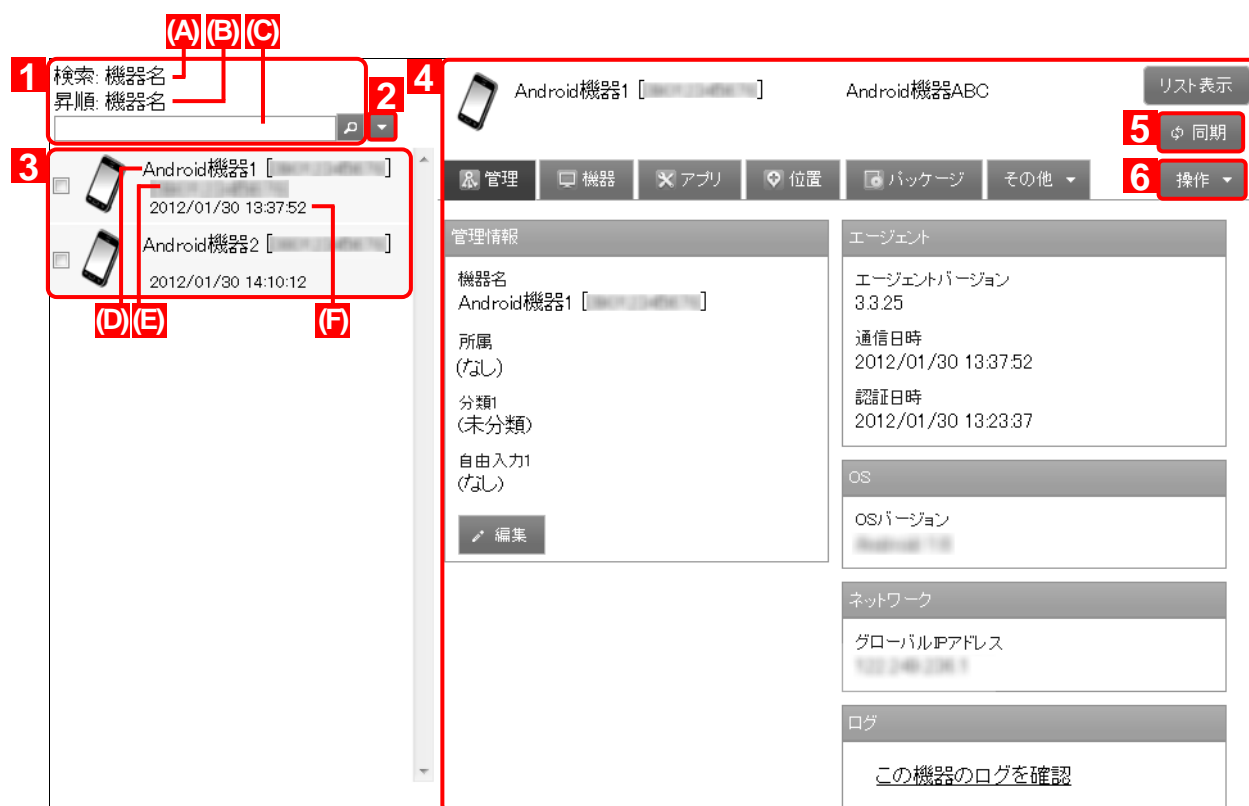 (A) (B) (C)
1
検索: 機器名
昇順: 機器名
2
3
Android機器1 [ ]
2012/01/30 13:37:52
Android機器2 [ ]
2012/01/30 14:10:12
(D) (E) (F)
4
Android機器1 [ ] Android機器ABC
リスト表示
5
同期
管理 機器 アプリ 位置 パッケージ その他
6
操作
管理情報
機器名
Android機器1 [ ]
所属
(なし)
分類1
(未分類)
自由入力1
(なし)
編集
エージェント
エージェントバージョン
3.3.25
通信日時
2012/01/30 13:37:52
認証日時
2012/01/30 13:23:37
OS
OSバージョン
ネットワーク
グローバルIPアドレス
ログ
この機器のログを確認